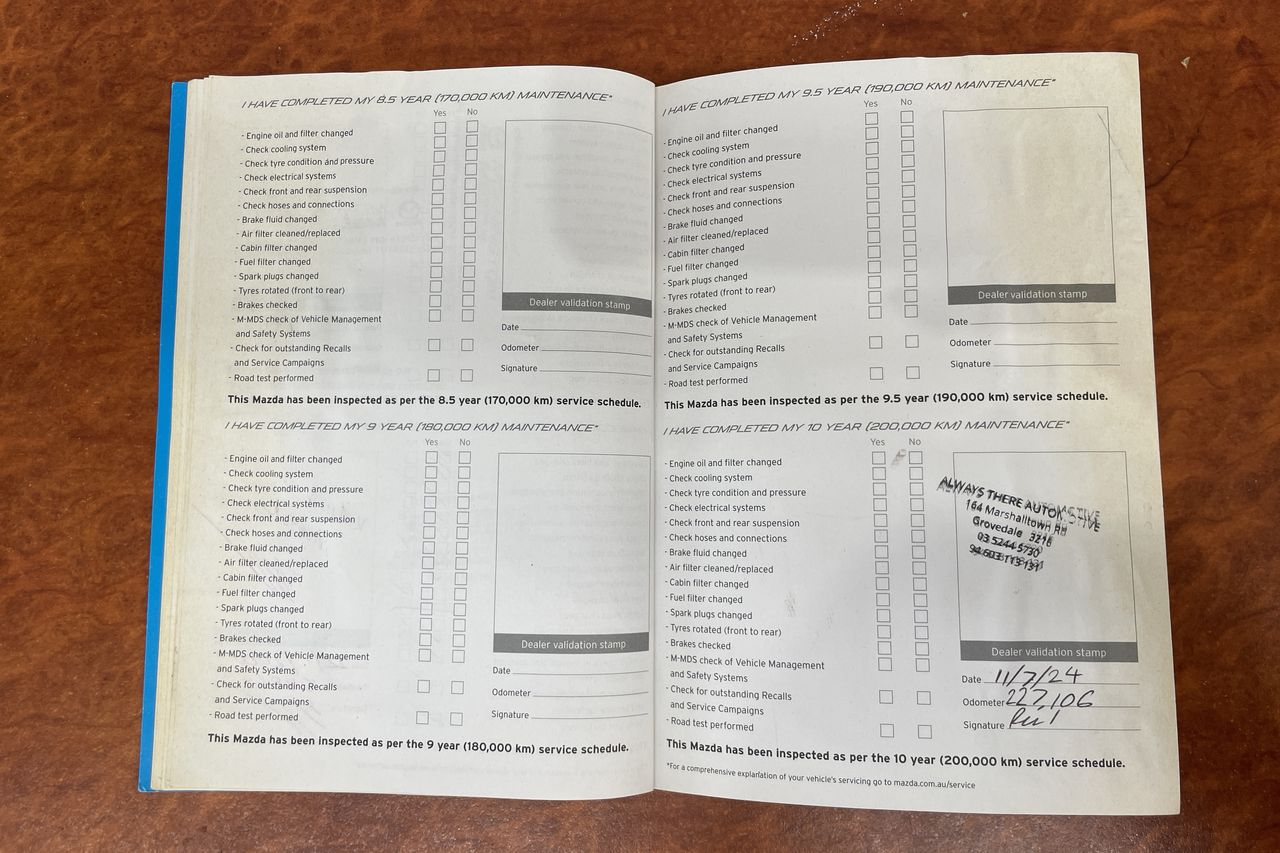 I HAVE COMPLETED MY 8.5 YEAR (170,000 KM) MAINTENANCE*
Yes No
- Engine oil and filter changed
- Check cooling system
- Check tyre condition and pressure
- Check electrical systems
- Check front and rear suspension
- Check hoses and connections
- Brake fluid changed
- Air filter cleaned/replaced
- Cabin filter changed
- Fuel filter changed
- Spark plugs changed
- Tyres rotated (front to rear)
- Brakes checked
- M-MDS check of Vehicle Management
and Safety Systems
- Check for outstanding Recalls
and Service Campaigns
- Road test performed
Dealer validation stamp
Date
Odometer
Signature
This Mazda has been inspected as per the 8.5 year (170,000 km) service schedule.
I HAVE COMPLETED MY 9 YEAR (180,000 KM) MAINTENANCE*
Yes No
- Engine oil and filter changed
- Check cooling system
- Check tyre condition and pressure
- Check electrical systems
- Check front and rear suspension
- Check hoses and connections
- Brake fluid changed
- Air filter cleaned/replaced
- Cabin filter changed
- Fuel filter changed
- Spark plugs changed
- Tyres rotated (front to rear)
- Brakes checked
- M-MDS check of Vehicle Management
and Safety Systems
- Check for outstanding Recalls
and Service Campaigns
- Road test performed
Dealer validation stamp
Date
Odometer
Signature
This Mazda has been inspected as per the 9 year (180,000 km) service schedule.
I HAVE COMPLETED MY 9.5 YEAR (190,000 KM) MAINTENANCE*
Yes No
- Engine oil and filter changed
- Check cooling system
- Check tyre condition and pressure
- Check electrical systems
- Check front and rear suspension
- Check hoses and connections
- Brake fluid changed
- Air filter cleaned/replaced
- Cabin filter changed
- Fuel filter changed
- Spark plugs changed
- Tyres rotated (front to rear)
- Brakes checked
- M-MDS check of Vehicle Management
and Safety Systems
- Check for outstanding Recalls
and Service Campaigns
- Road test performed
Dealer validation stamp
Date
Odometer
Signature
This Mazda has been inspected as per the 9.5 year (190,000 km) service schedule.
I HAVE COMPLETED MY 10 YEAR (200,000 KM) MAINTENANCE*
Yes No
- Engine oil and filter changed
- Check cooling system
- Check tyre condition and pressure
- Check electrical systems
- Check front and rear suspension
- Check hoses and connections
- Brake fluid changed
- Air filter cleaned/replaced
- Cabin filter changed
- Fuel filter changed
- Spark plugs changed
- Tyres rotated (front to rear)
- Brakes checked
- M-MDS check of Vehicle Management
and Safety Systems
- Check for outstanding Recalls
and Service Campaigns
- Road test performed
ALWAYS THERE AUTOMOTIVE
164 Marshalltown Rd
Grovedale 3216
03 5244 5730
Dealer validation stamp
Date 11/7/24
Odometer 227,106
Signature
This Mazda has been inspected as per the 10 year (200,000 km) service schedule.
*For a comprehensive explanation of your vehicle's servicing go to mazda.com.au/service